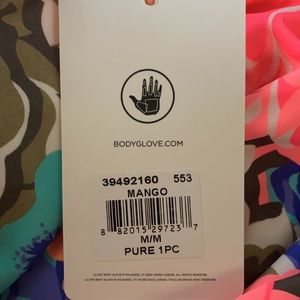 BODYGLOVE.COM
39492160 553
MANGO
8 82015 29723 7
M/M
PURE 1PC